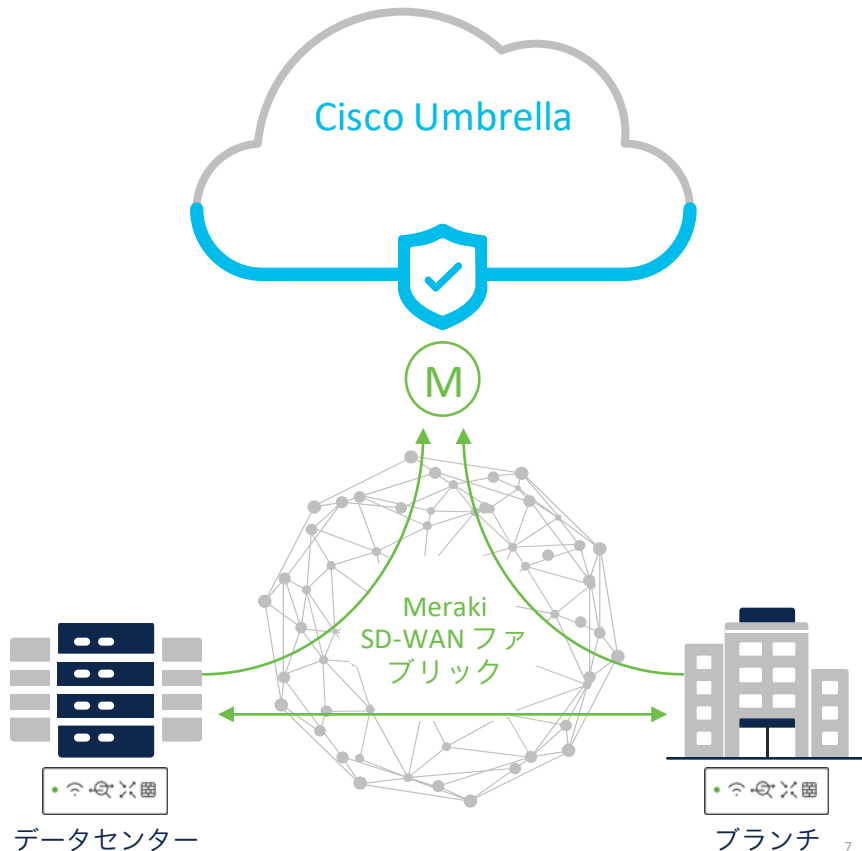 Cisco Umbrella
M
Meraki
SD-WAN ファ
ブリック
データセンター
ブランチ
7